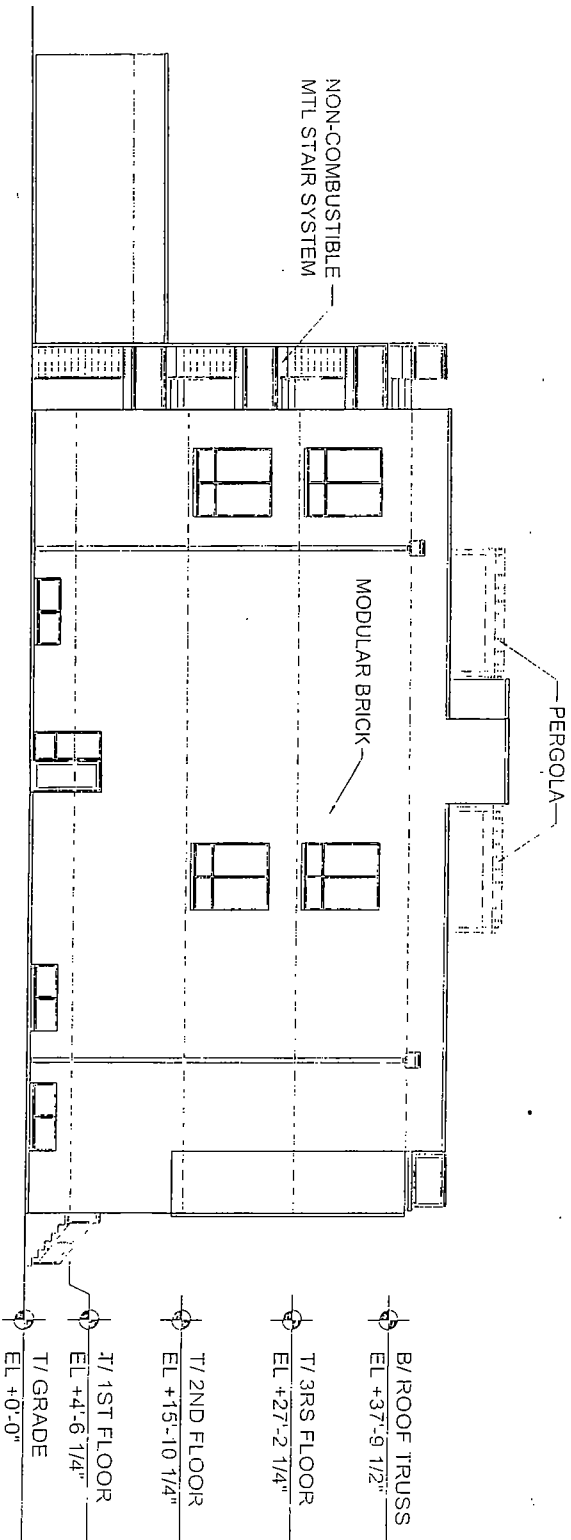 PERGOLA
NON-COMBUSTIBLE
MTL STAIR SYSTEM
MODULAR BRICK
B/ ROOF TRUSS
EL +37'-9 1/2"
T/ 3RS FLOOR
EL +27'-2 1/4"
T/ 2ND FLOOR
EL +15'-10 1/4"
T/ 1ST FLOOR
EL +4'-6 1/4"
T/ GRADE
EL +0'-0"